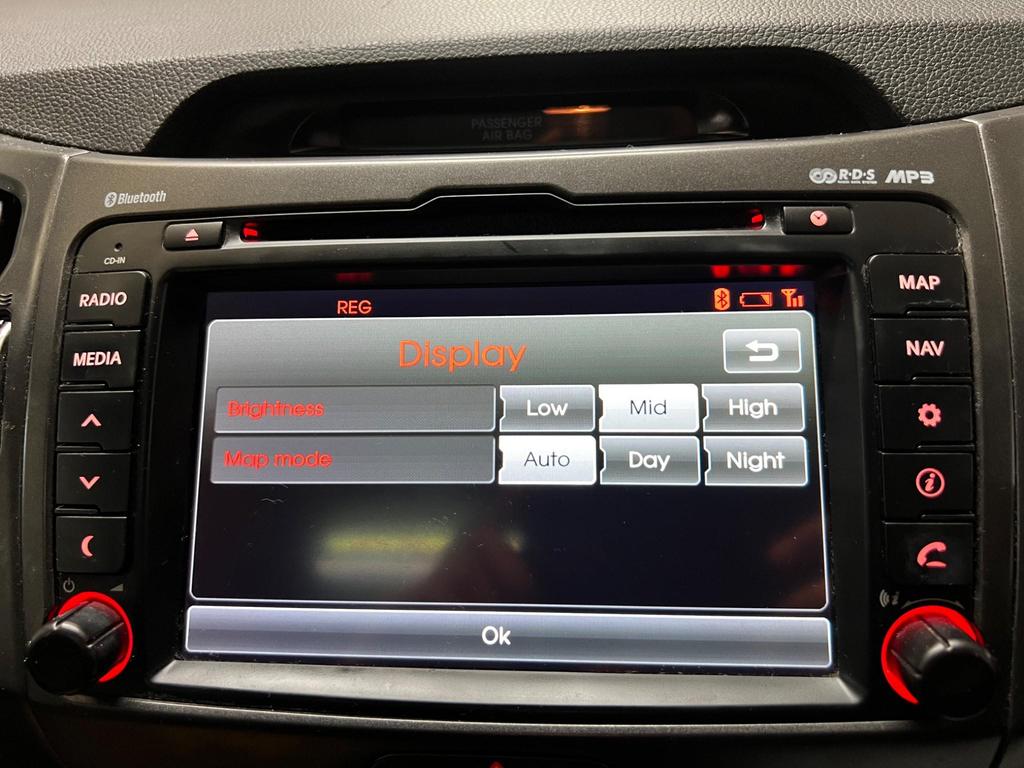 PASSENGER
AIR BAG
Bluetooth
R·D·S MP3
CD-IN
RADIO
MEDIA
MAP
NAV
REG
Display
Brightness Low Mid High
Map mode Auto Day Night
Ok